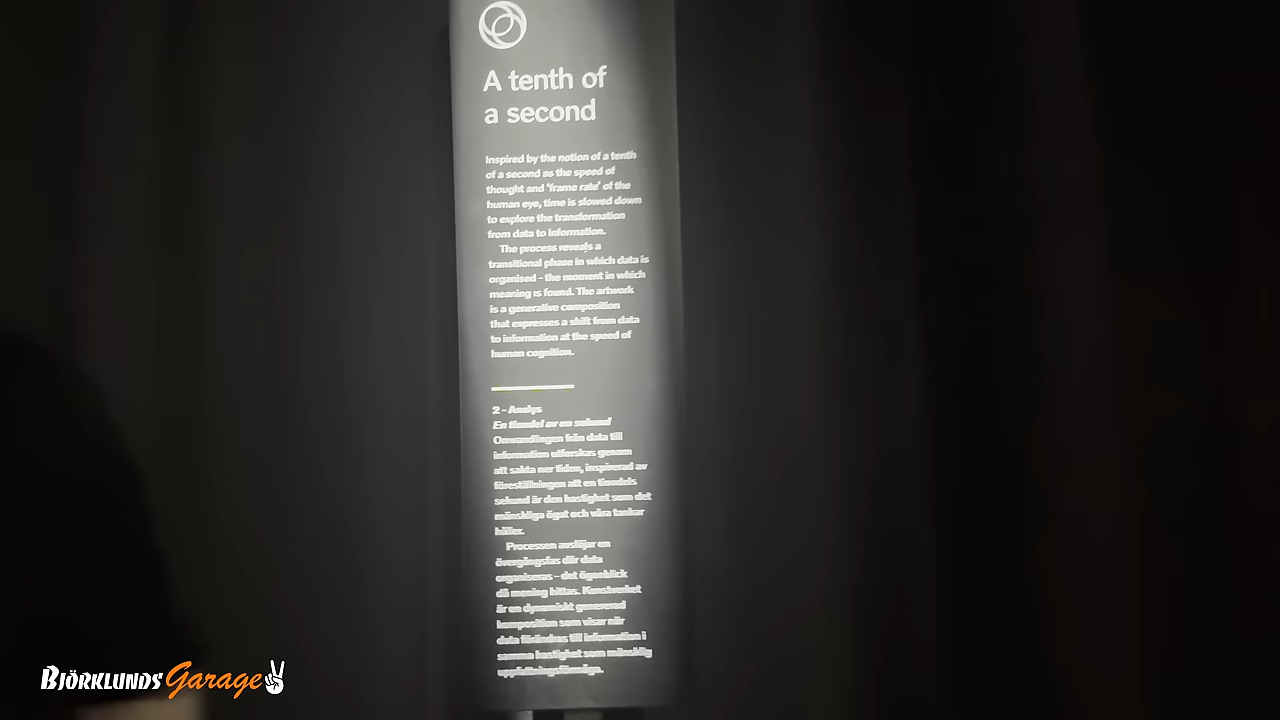 A tenth of
a second
Inspired by the notion of a tenth
of a second as the speed of
thought and 'frame rate' of the
human eye, time is slowed down
to explore the transformation
from data to information.
The process reveals a
transitional phase in which data is
organised - the moment in which
meaning is found. The artwork
is a generative composition
that expresses a shift from data
to information at the speed of
human cognition.
2 - Analys
En tiondel av en sekund
Omvandlingen från data till
information utforskas genom
att sakta ner tiden, inspirerad av
föreställningen att en tiondels
sekund är den hastighet som det
mänskliga ögat och våra tankar
håller.
Processen avslöjar en
övergångsfas där data
organiseras - det ögonblick
då mening hittas. Konstverket
är en dynamiskt genererad
komposition som visar när
data förändras till information i
samma hastighet som mänsklig
uppfattningsförmåga.
BJÖRKLUNDS Garage